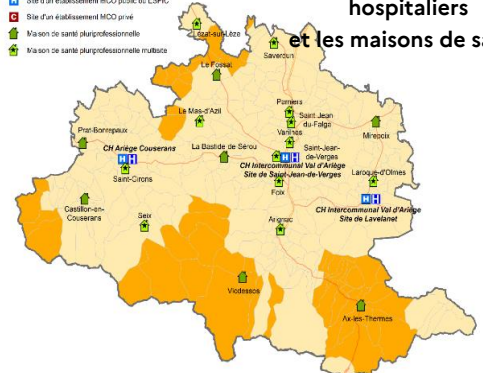 Site d'un établissement MCO public ou ESPIC
Site d'un établissement MCO privé
Maison de santé pluriprofessionnelle
Maison de santé pluriprofessionnelle multisite
hospitaliers
et les maisons de sa
Lézat-sur-Lèze
Saverdun
Le Fossat
Le Mas-d'Azil
Pamiers
Saint Jean
du-Falga
Mirepoix
Varilhes
Prat-Bonrepaux
CH Ariège Couserans
La Bastide de Sérou
Saint-Jean-
de-Verges
Saint-Girons
CH Intercommunal Val d'Ariège
Site de Saint-Jean-de-Verges
Laroque-d'Olmes
Foix
Castillon-en-
Couserans
CH Intercommunal Val d'Ariège
Site de Lavelanet
Seix
Arignac
Vicdessos
Ax-les-Thermes
H H
H H
H H
H
C